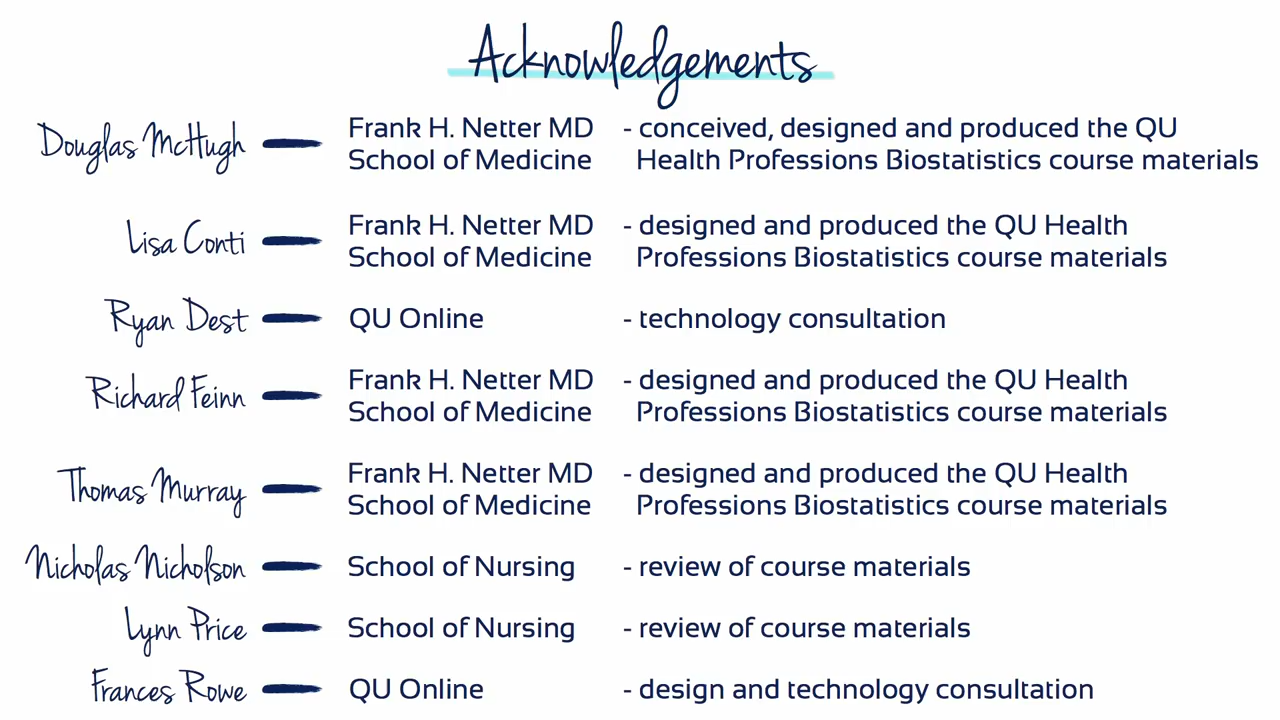 Acknowledgements
Douglas McHugh Frank H. Netter MD - conceived, designed and produced the QU
School of Medicine Health Professions Biostatistics course materials
Lisa Conti Frank H. Netter MD - designed and produced the QU Health
School of Medicine Professions Biostatistics course materials
Ryan Dest QU Online - technology consultation
Richard Feinn Frank H. Netter MD - designed and produced the QU Health
School of Medicine Professions Biostatistics course materials
Thomas Murray Frank H. Netter MD - designed and produced the QU Health
School of Medicine Professions Biostatistics course materials
Nicholas Nicholson School of Nursing - review of course materials
Lynn Price School of Nursing - review of course materials
Frances Rowe QU Online - design and technology consultation